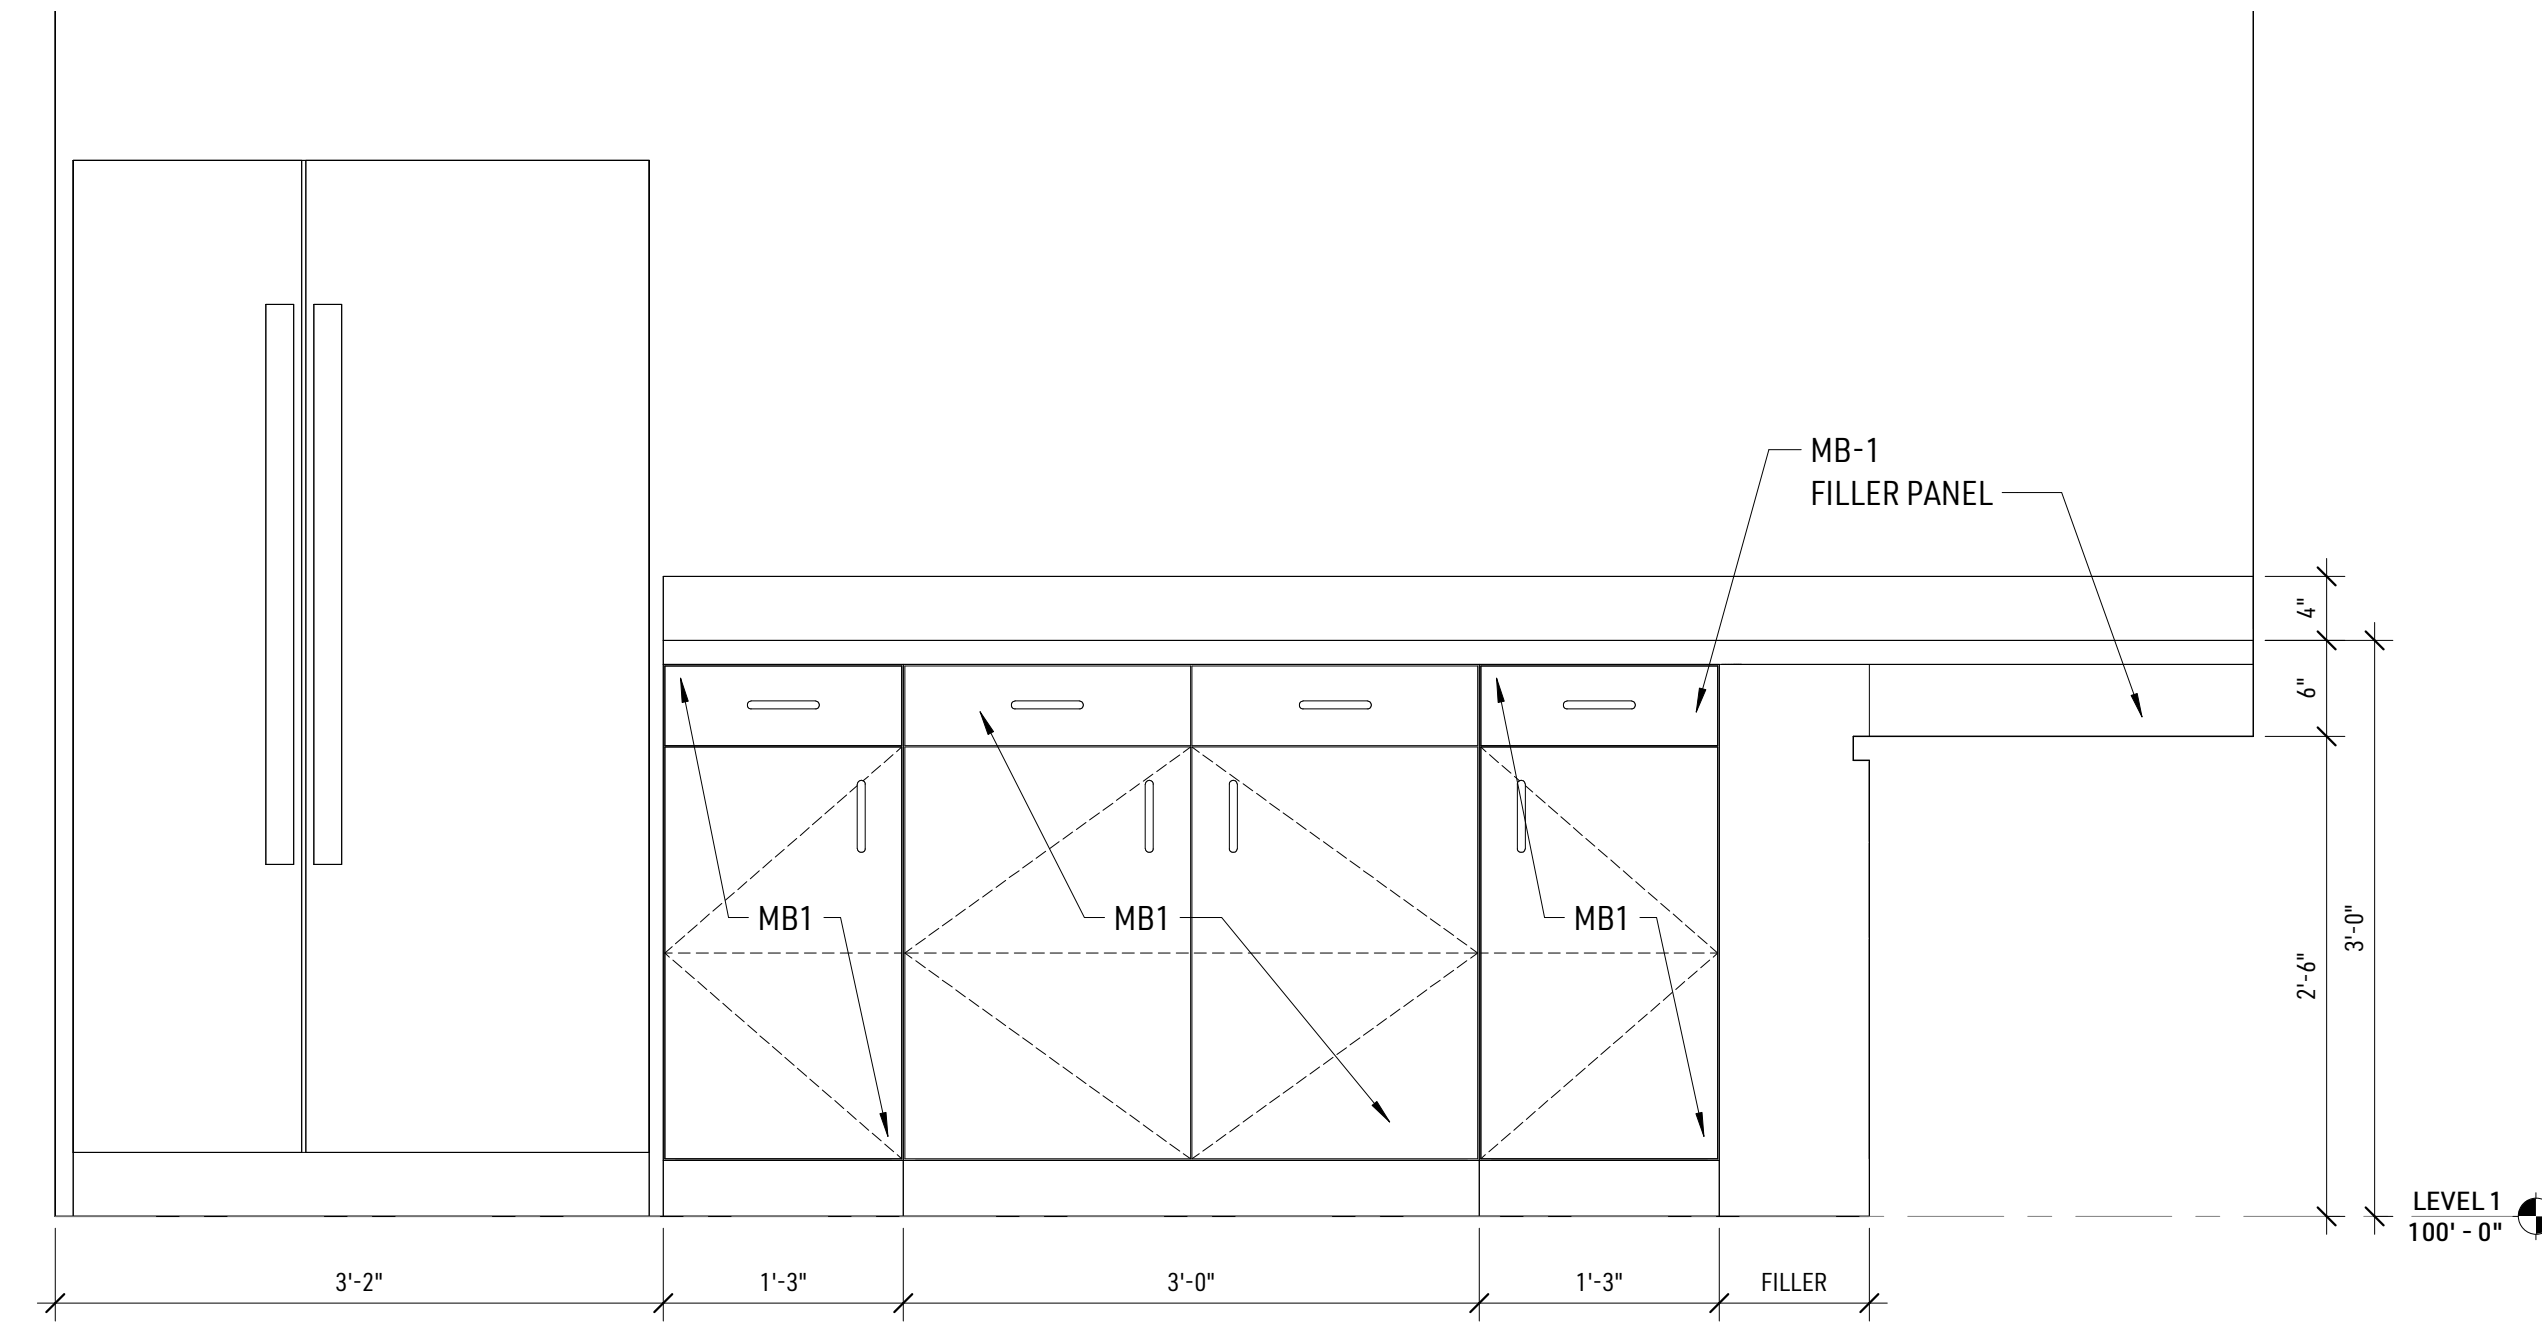 MB-1
FILLER PANEL
4"
6"
3'-0"
2'-6"
MB1
MB1
MB1
LEVEL 1
100' - 0"
3'-2"
1'-3"
3'-0"
1'-3"
FILLER